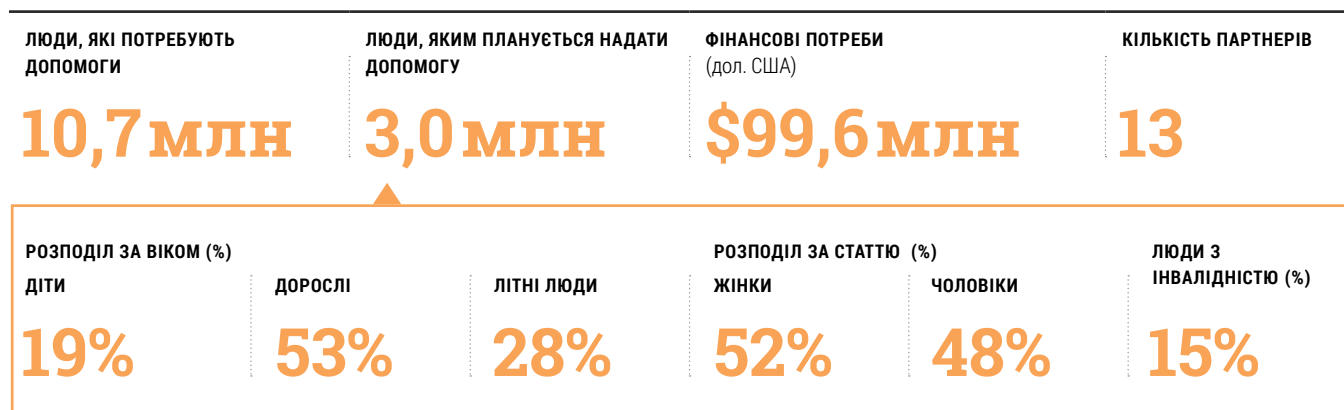 ЛЮДИ, ЯКІ ПОТРЕБУЮТЬ
ДОПОМОГИ
10,7 млн
ЛЮДИ, ЯКИМ ПЛАНУЄТЬСЯ НАДАТИ
ДОПОМОГУ
3,0 млн
ФІНАНСОВІ ПОТРЕБИ
(дол. США)
$99,6 млн
КІЛЬКІСТЬ ПАРТНЕРІВ
13
РОЗПОДІЛ ЗА ВІКОМ (%)
ДІТИ
19%
ДОРОСЛІ
53%
ЛІТНІ ЛЮДИ
28%
РОЗПОДІЛ ЗА СТАТТЮ (%)
ЖІНКИ
52%
ЧОЛОВІКИ
48%
ЛЮДИ З
ІНВАЛІДНІСТЮ (%)
15%